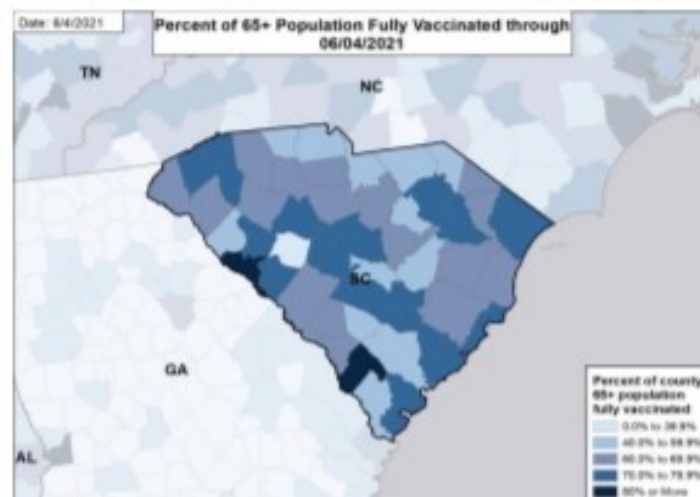 Date: 6/4/2021
Percent of 65+ Population Fully Vaccinated through
06/04/2021
TN
NC
SC
GA
AL
Percent of county
65+ population
fully vaccinated
0.0% to 39.9%
40.0% to 59.9%
60.0% to 69.9%
70.0% to 79.9%
80% or More